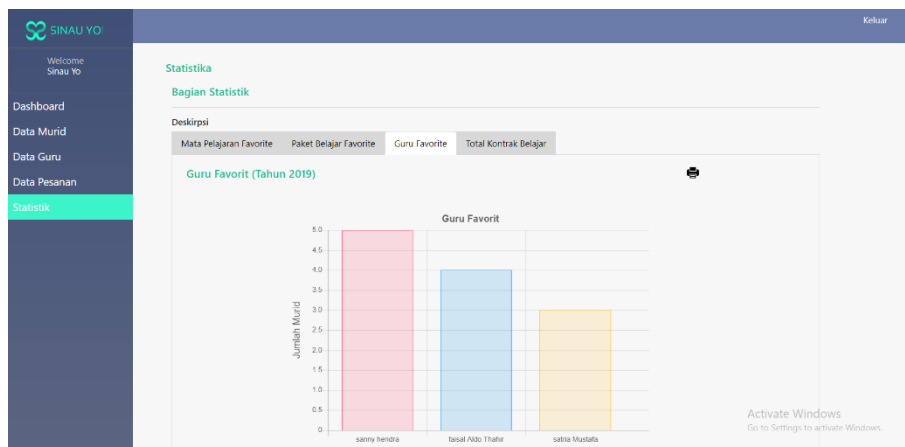 SINAU YO!
Keluar
Welcome
Sinau Yo
Dashboard
Data Murid
Data Guru
Data Pesanan
Statistik
Statistika
Bagian Statistik
Deskirpsi
Mata Pelajaran Favorite
Paket Belajar Favorite
Guru Favorite
Total Kontrak Belajar
Guru Favorit (Tahun 2019)
Guru Favorit
5.0
4.5
4.0
3.5
3.0
2.5
2.0
1.5
1.0
0.5
0
Jumlah Murid
sanny hendra
faisal Aldo Thahir
satria Mustafa
Activate Windows
Go to Settings to activate Windows.